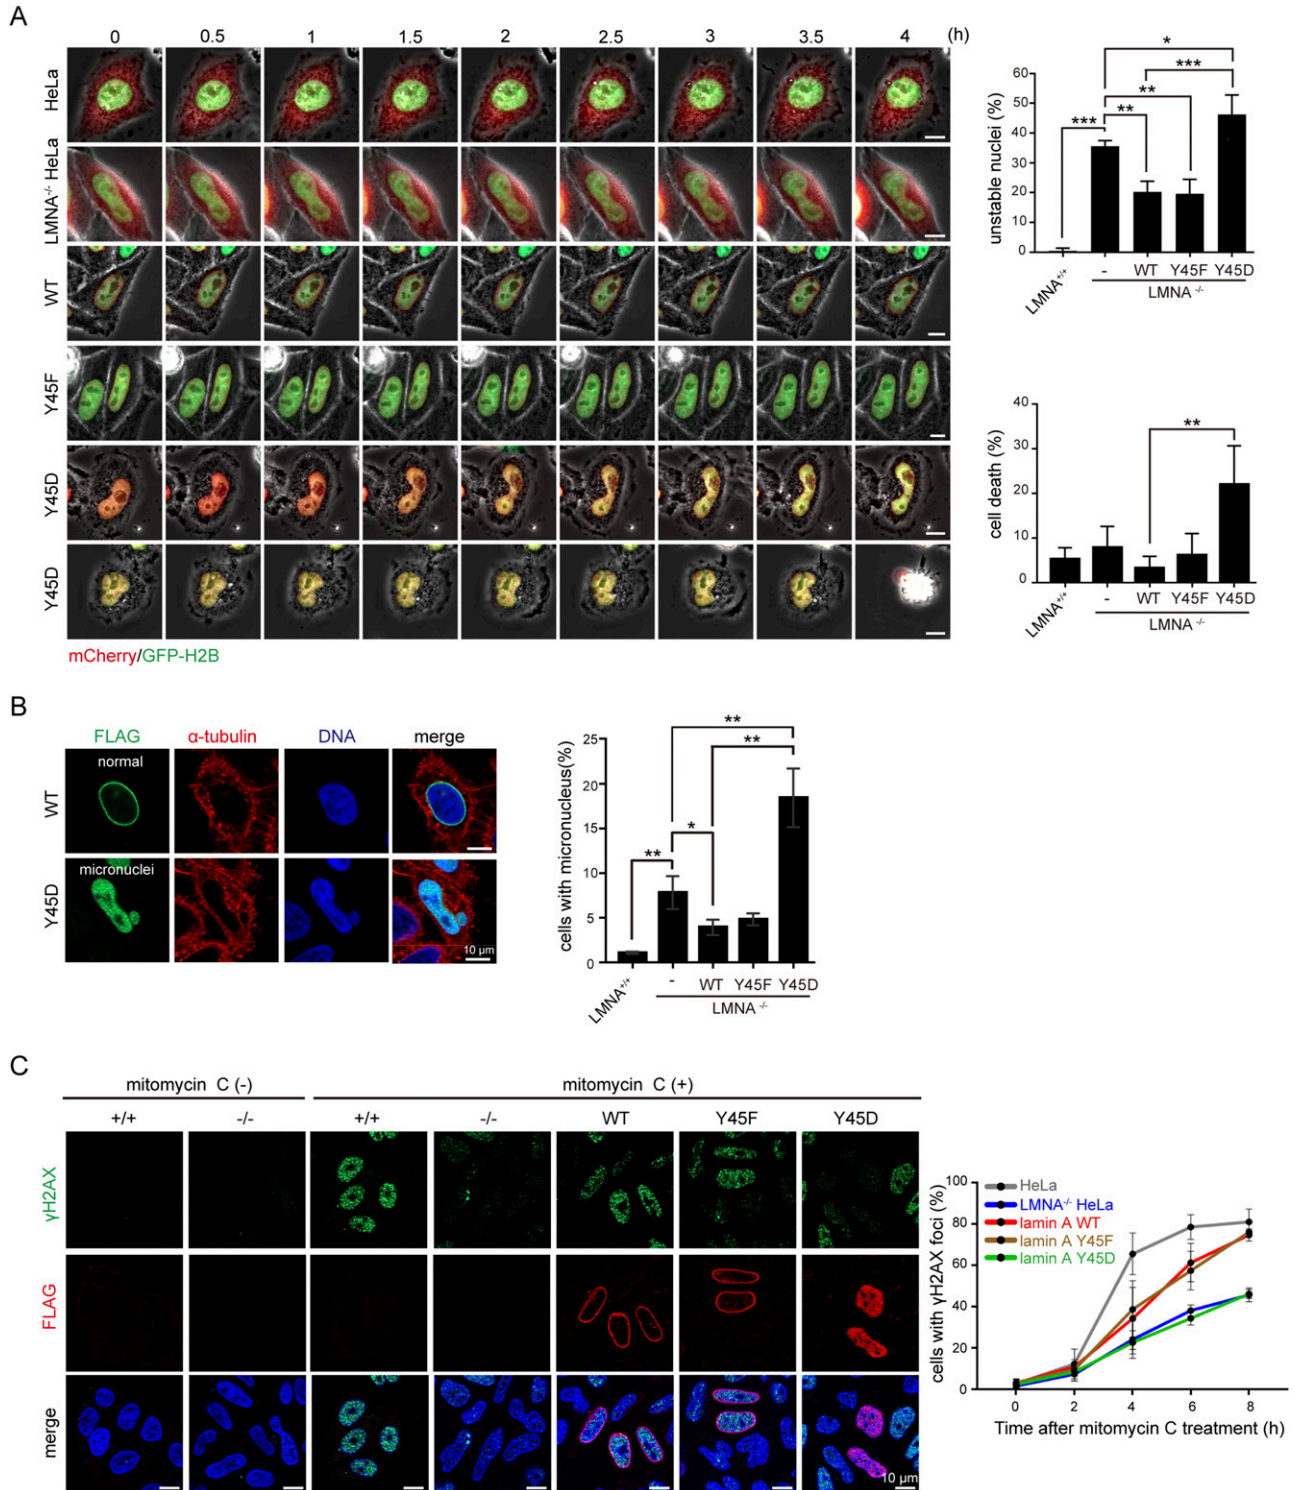 A
0 0.5 1 1.5 2 2.5 3 3.5 4 (h)
HeLa
LMNA-/- HeLa
WT
Y45F
Y45D
Y45D
mCherry/GFP-H2B
unstable nuclei (%)
60
50
40
30
20
10
0
*
***
**
*** **
LMNA+/+ - WT Y45F Y45D
LMNA -/-
cell death (%)
40
30
20
10
0
**
LMNA+/+ - WT Y45F Y45D
LMNA -/-
B
FLAG α-tubulin DNA merge
WT
normal
Y45D
micronuclei
10 µm
cells with micronucleus(%)
25
20
15
10
5
0
**
**
*
**
LMNA+/+ - WT Y45F Y45D
LMNA -/-
C
mitomycin C (-) mitomycin C (+)
+/+ -/- +/+ -/- WT Y45F Y45D
γH2AX
FLAG
merge
10 µm
cells with γH2AX foci (%)
100
80
60
40
20
0
HeLa
LMNA-/- HeLa
lamin A WT
lamin A Y45F
lamin A Y45D
0 2 4 6 8
Time after mitomycin C treatment (h)